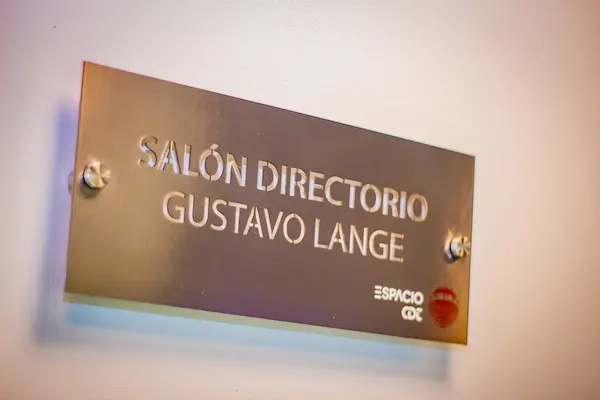 SALÓN DIRECTORIO
GUSTAVO LANGE
ESPACIO
CDC